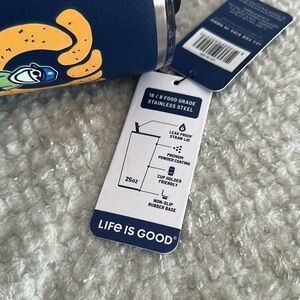 18 / 8 FOOD GRADE
STAINLESS STEEL
LEAK PROOF
STRAW LID
PREMIUM
POWDER COATING
CUP HOLDER
FRIENDLY
26oz
NON-SLIP
RUBBER BASE
LIFE IS GOOD®